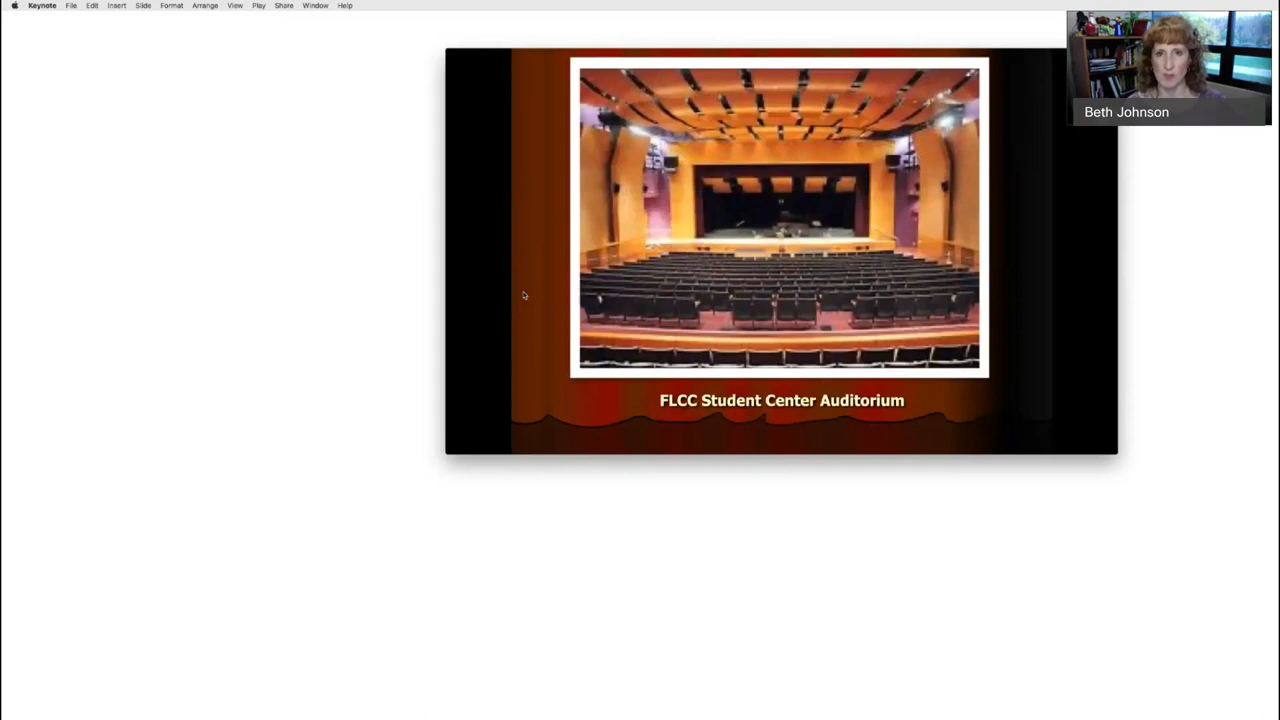 Keynote File Edit Insert Slide Format Arrange View Play Share Window Help
Beth Johnson
FLCC Student Center Auditorium